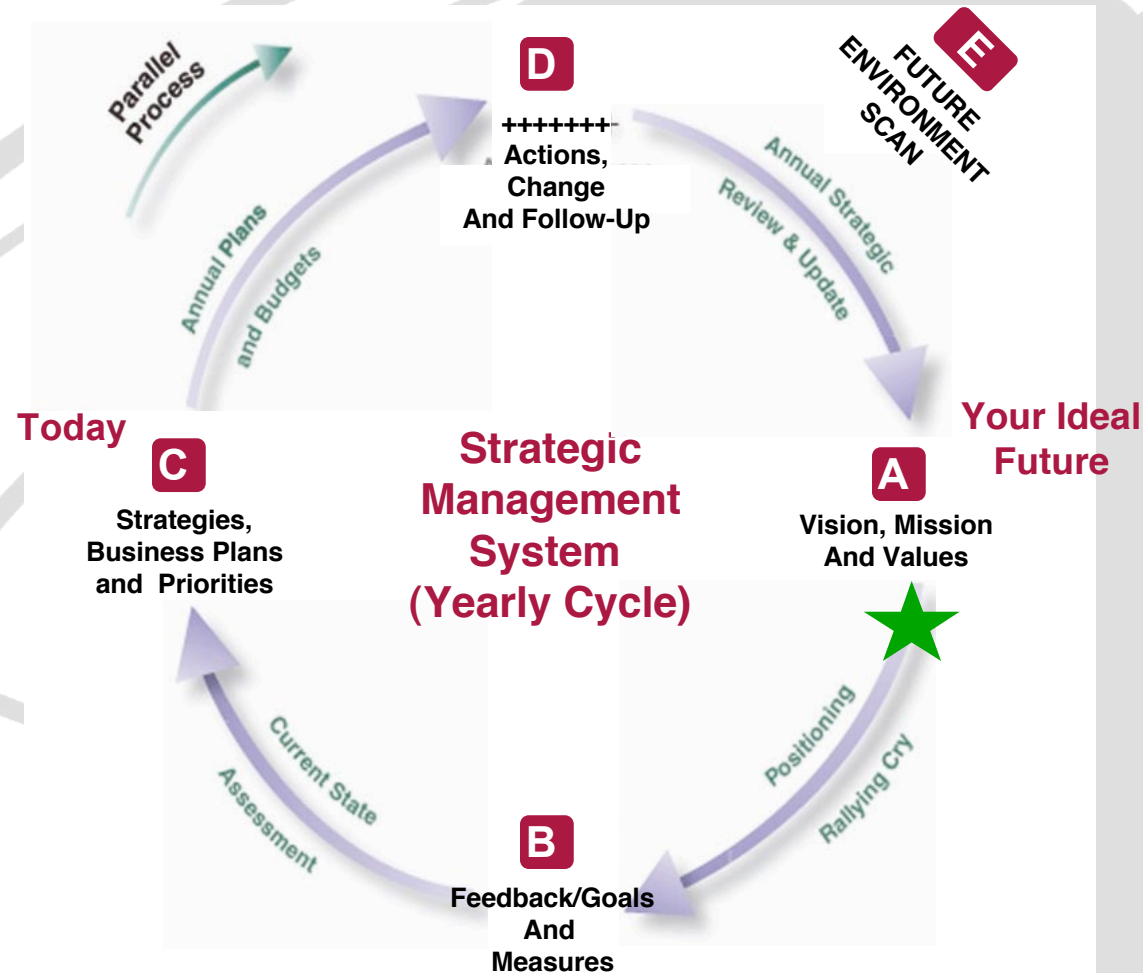 Parallel
Process
D
+++++++
Actions,
Change
And Follow-Up
E
FUTURE
ENVIRONMENT
SCAN
Annual Plans
and Budgets
Annual Strategic
Review & Update
Today
Your Ideal
Future
C
Strategies,
Business Plans
and Priorities
Strategic
Management
System
(Yearly Cycle)
A
Vision, Mission
And Values
Current State
Assessment
Positioning
Rallying Cry
B
Feedback/Goals
And
Measures